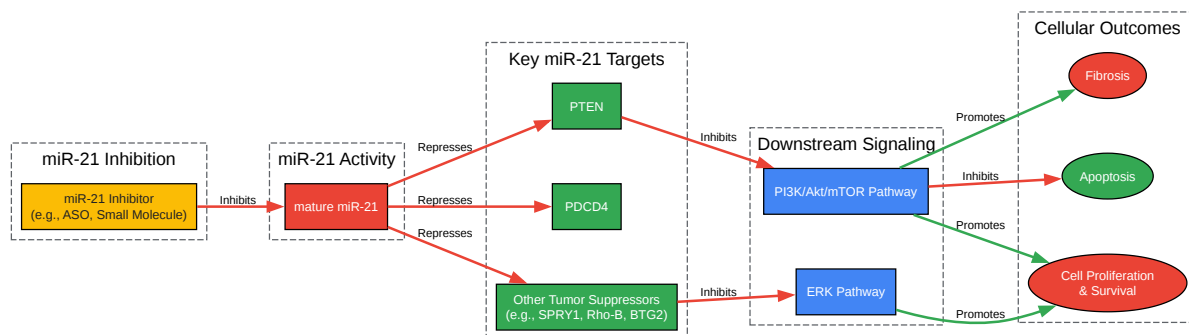 miR-21 Inhibition
miR-21 Inhibitor
(e.g., ASO, Small Molecule)
Inhibits
miR-21 Activity
mature miR-21
Represses
Represses
Represses
Key miR-21 Targets
PTEN
PDCD4
Other Tumor Suppressors
(e.g., SPRY1, Rho-B, BTG2)
Inhibits
Inhibits
Downstream Signaling
PI3K/Akt/mTOR Pathway
ERK Pathway
Promotes
Inhibits
Promotes
Promotes
Cellular Outcomes
Fibrosis
Apoptosis
Cell Proliferation
& Survival